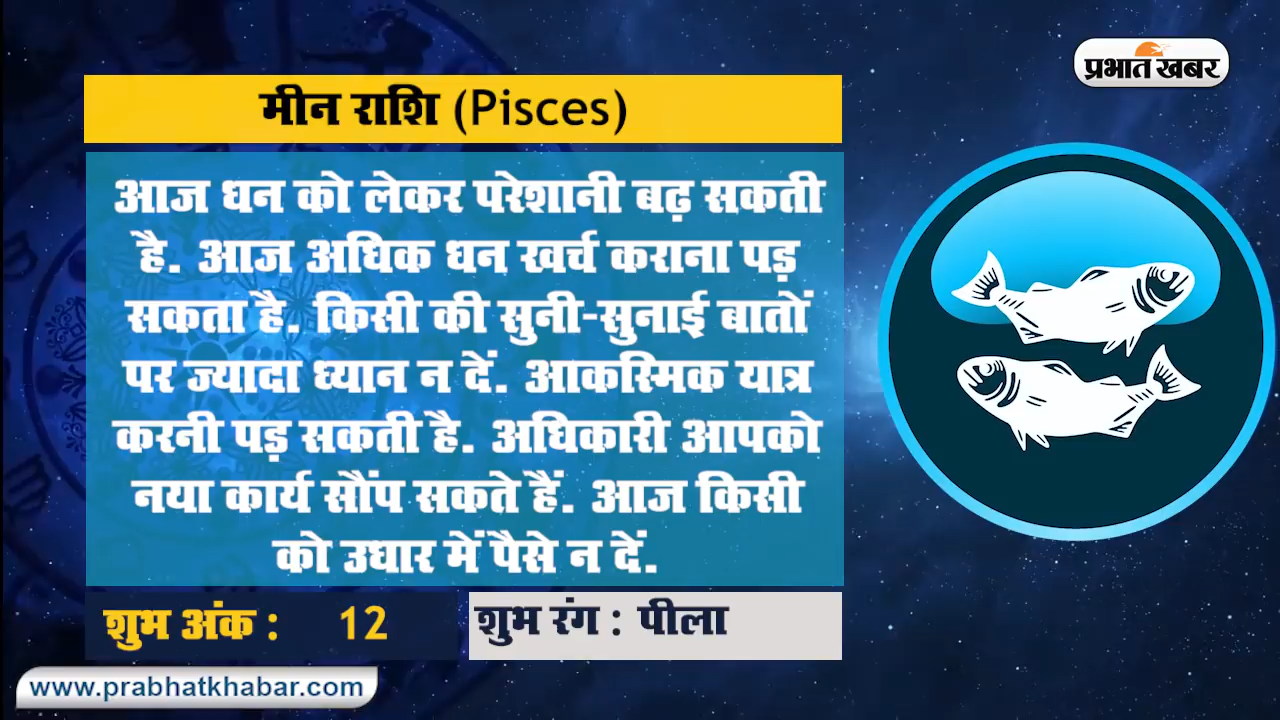 प्रभात खबर
मीन राशि (Pisces)
आज धन को लेकर परेशानी बढ़ सकती
है. आज अधिक धन खर्च कराना पड़
सकता है. किसी की सुनी-सुनाई बातों
पर ज्यादा ध्यान न दें. आकस्मिक यात्र
करनी पड़ सकती है. अधिकारी आपको
नया कार्य सौंप सकते हैं. आज किसी
को उधार में पैसे न दें.
शुभ अंक : 12
शुभ रंग : पीला
www.prabhatkhabar.com